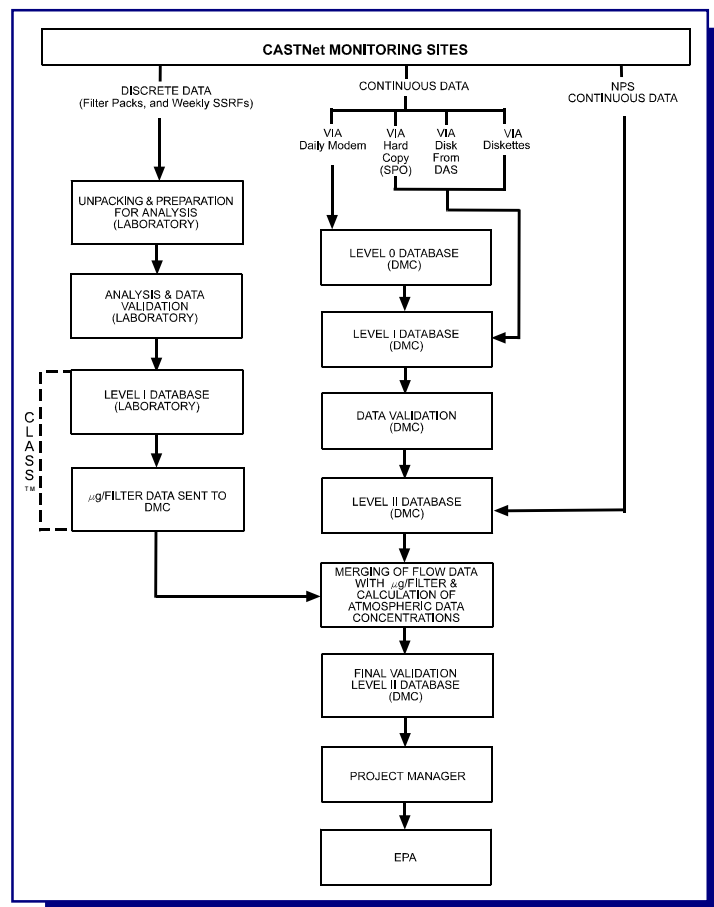 CASTNet MONITORING SITES
DISCRETE DATA
(Filter Packs, and Weekly SSRFs)
CONTINUOUS DATA
NPS
CONTINUOUS DATA
VIA
Daily Modem
VIA
Hard
Copy
(SPO)
VIA
Disk
From
DAS
VIA
Diskettes
UNPACKING & PREPARATION
FOR ANALYSIS
(LABORATORY)
LEVEL 0 DATABASE
(DMC)
ANALYSIS & DATA
VALIDATION
(LABORATORY)
LEVEL I DATABASE
(DMC)
CLASS™
LEVEL I DATABASE
(LABORATORY)
DATA VALIDATION
(DMC)
µg/FILTER DATA SENT TO
DMC
LEVEL II DATABASE
(DMC)
MERGING OF FLOW DATA
WITH µg/FILTER &
CALCULATION OF
ATMOSPHERIC DATA
CONCENTRATIONS
FINAL VALIDATION
LEVEL II DATABASE
(DMC)
PROJECT MANAGER
EPA